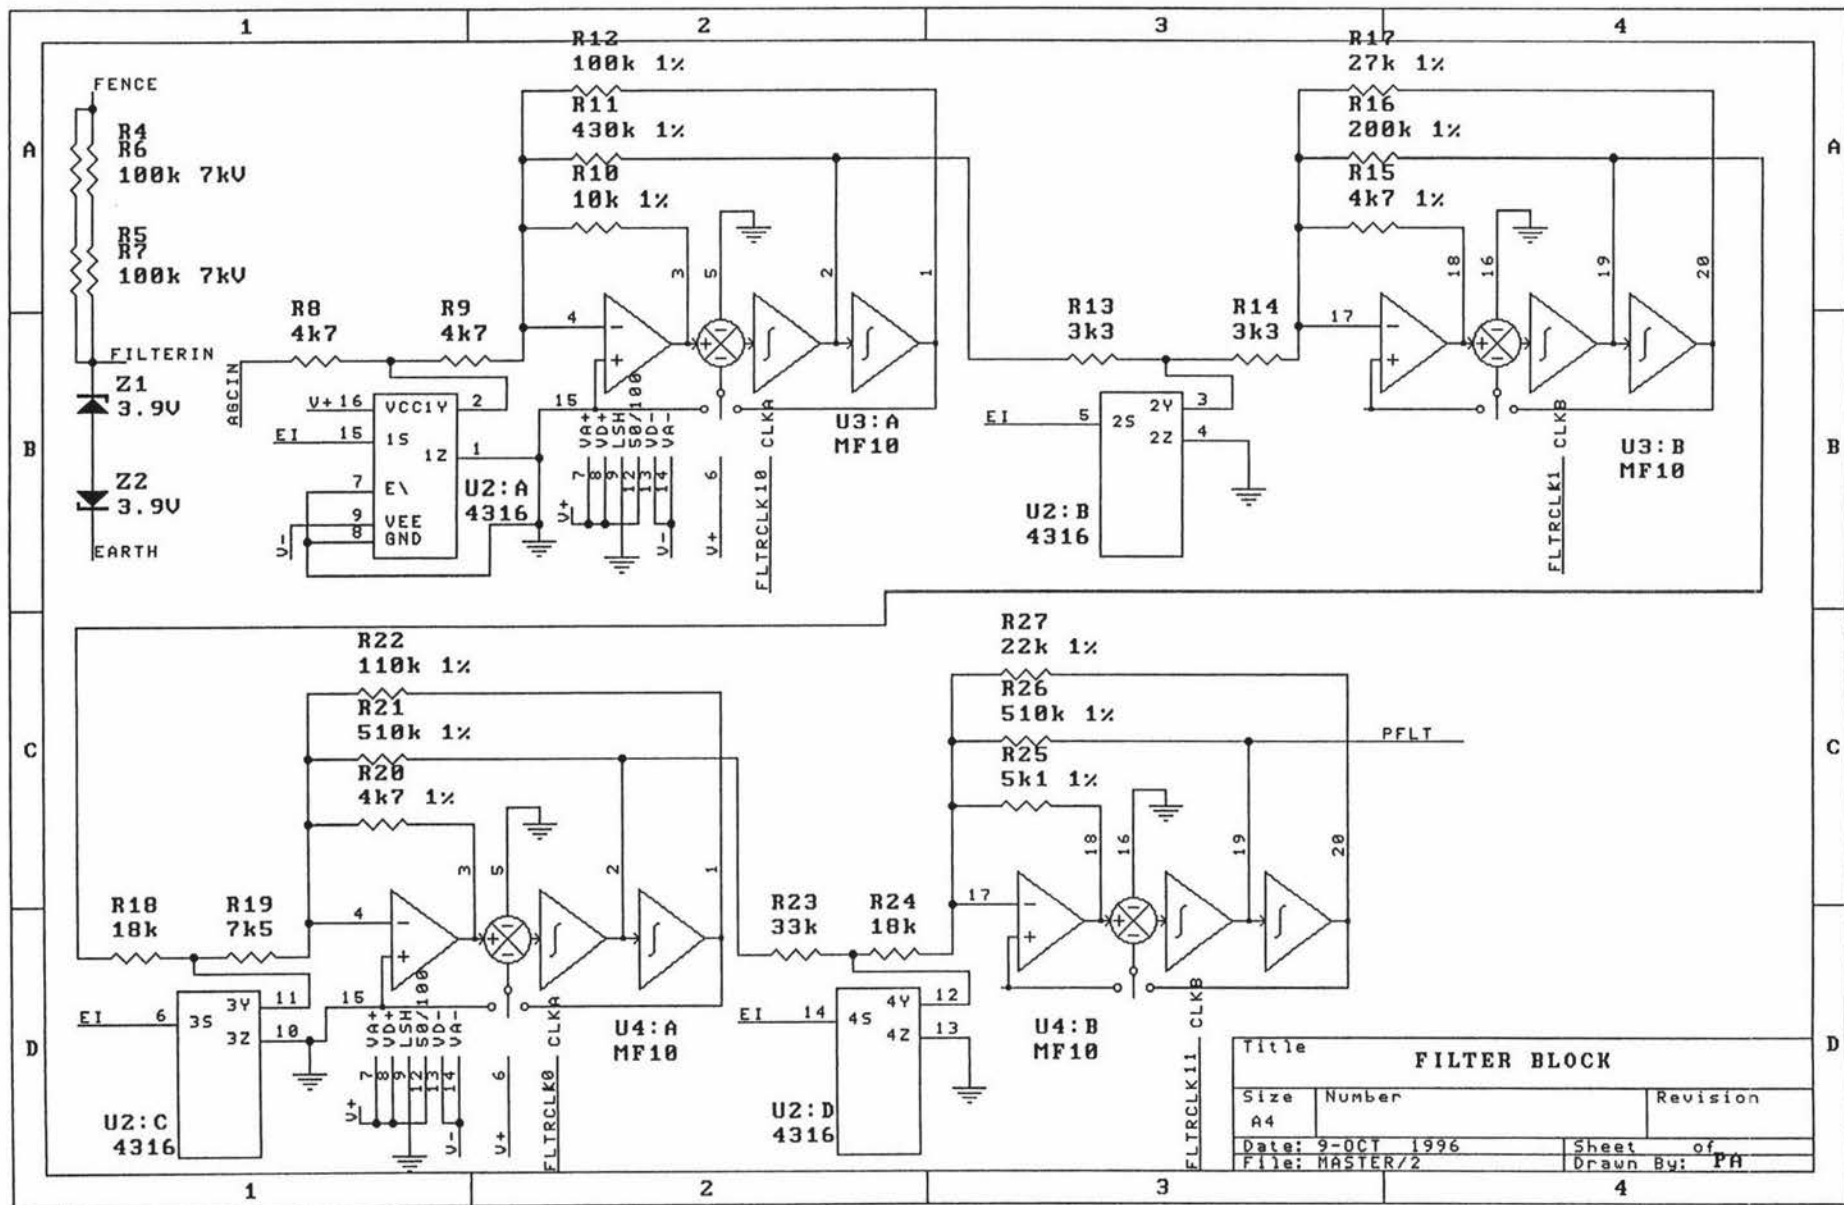 1
2
3
4
A
B
C
D
FENCE
R4
R6
100k 7kV
R5
R7
100k 7kV
FILTERIN
Z1
3.9V
Z2
3.9V
EARTH
AGCIN
R8
4k7
R9
4k7
V+ 16
EI 15
7
9
8
V-
VCC 1Y
1S
1Z
E\
VEE
GND
2
1
U2:A
4316
R12
100k 1%
R11
430k 1%
R10
10k 1%
4
3
5
2
1
15
VA+
VD+
LSH
50/100
VD-
VA-
7
8
9
12
13
14
V+
V-
6
V+
FLTRCLK10 CLKA
U3:A
MF10
R13
3k3
R14
3k3
EI 5
2S
2Y
2Z
3
4
U2:B
4316
R17
27k 1%
R16
200k 1%
R15
4k7 1%
17
18
16
19
20
FLTRCLK1 CLKB
U3:B
MF10
R18
18k
R19
7k5
EI 6
3S
3Y
3Z
11
10
U2:C
4316
R22
110k 1%
R21
510k 1%
R20
4k7 1%
4
3
5
2
1
15
VA+
VD+
LSH
50/100
VD-
VA-
7
8
9
12
13
14
V+
V-
6
V+
FLTRCLK0 CLKA
U4:A
MF10
R23
33k
R24
18k
EI 14
4S
4Y
4Z
12
13
U2:D
4316
R27
22k 1%
R26
510k 1%
R25
5k1 1%
17
18
16
19
20
PFLT
FLTRCLK11 CLKB
U4:B
MF10
Title
FILTER BLOCK
Size
A4
Number
Revision
Date: 9-OCT 1996
Sheet of
File: MASTER/2
Drawn By: PA
A
B
C
D
1
2
3
4